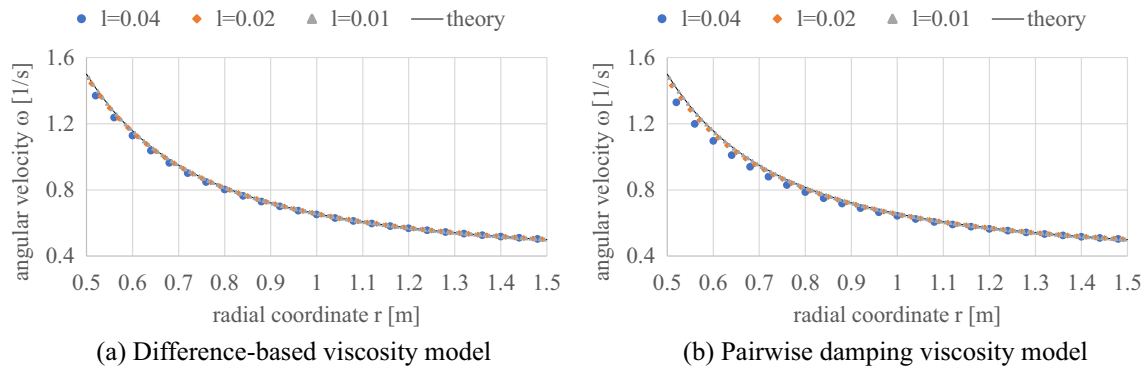 l=0.04 l=0.02 l=0.01 theory
1.6
1.2
0.8
0.4
angular velocity ω [1/s]
0.5 0.6 0.7 0.8 0.9 1 1.1 1.2 1.3 1.4 1.5
radial coordinate r [m]
(a) Difference-based viscosity model
l=0.04 l=0.02 l=0.01 theory
1.6
1.2
0.8
0.4
angular velocity ω [1/s]
0.5 0.6 0.7 0.8 0.9 1 1.1 1.2 1.3 1.4 1.5
radial coordinate r [m]
(b) Pairwise damping viscosity model